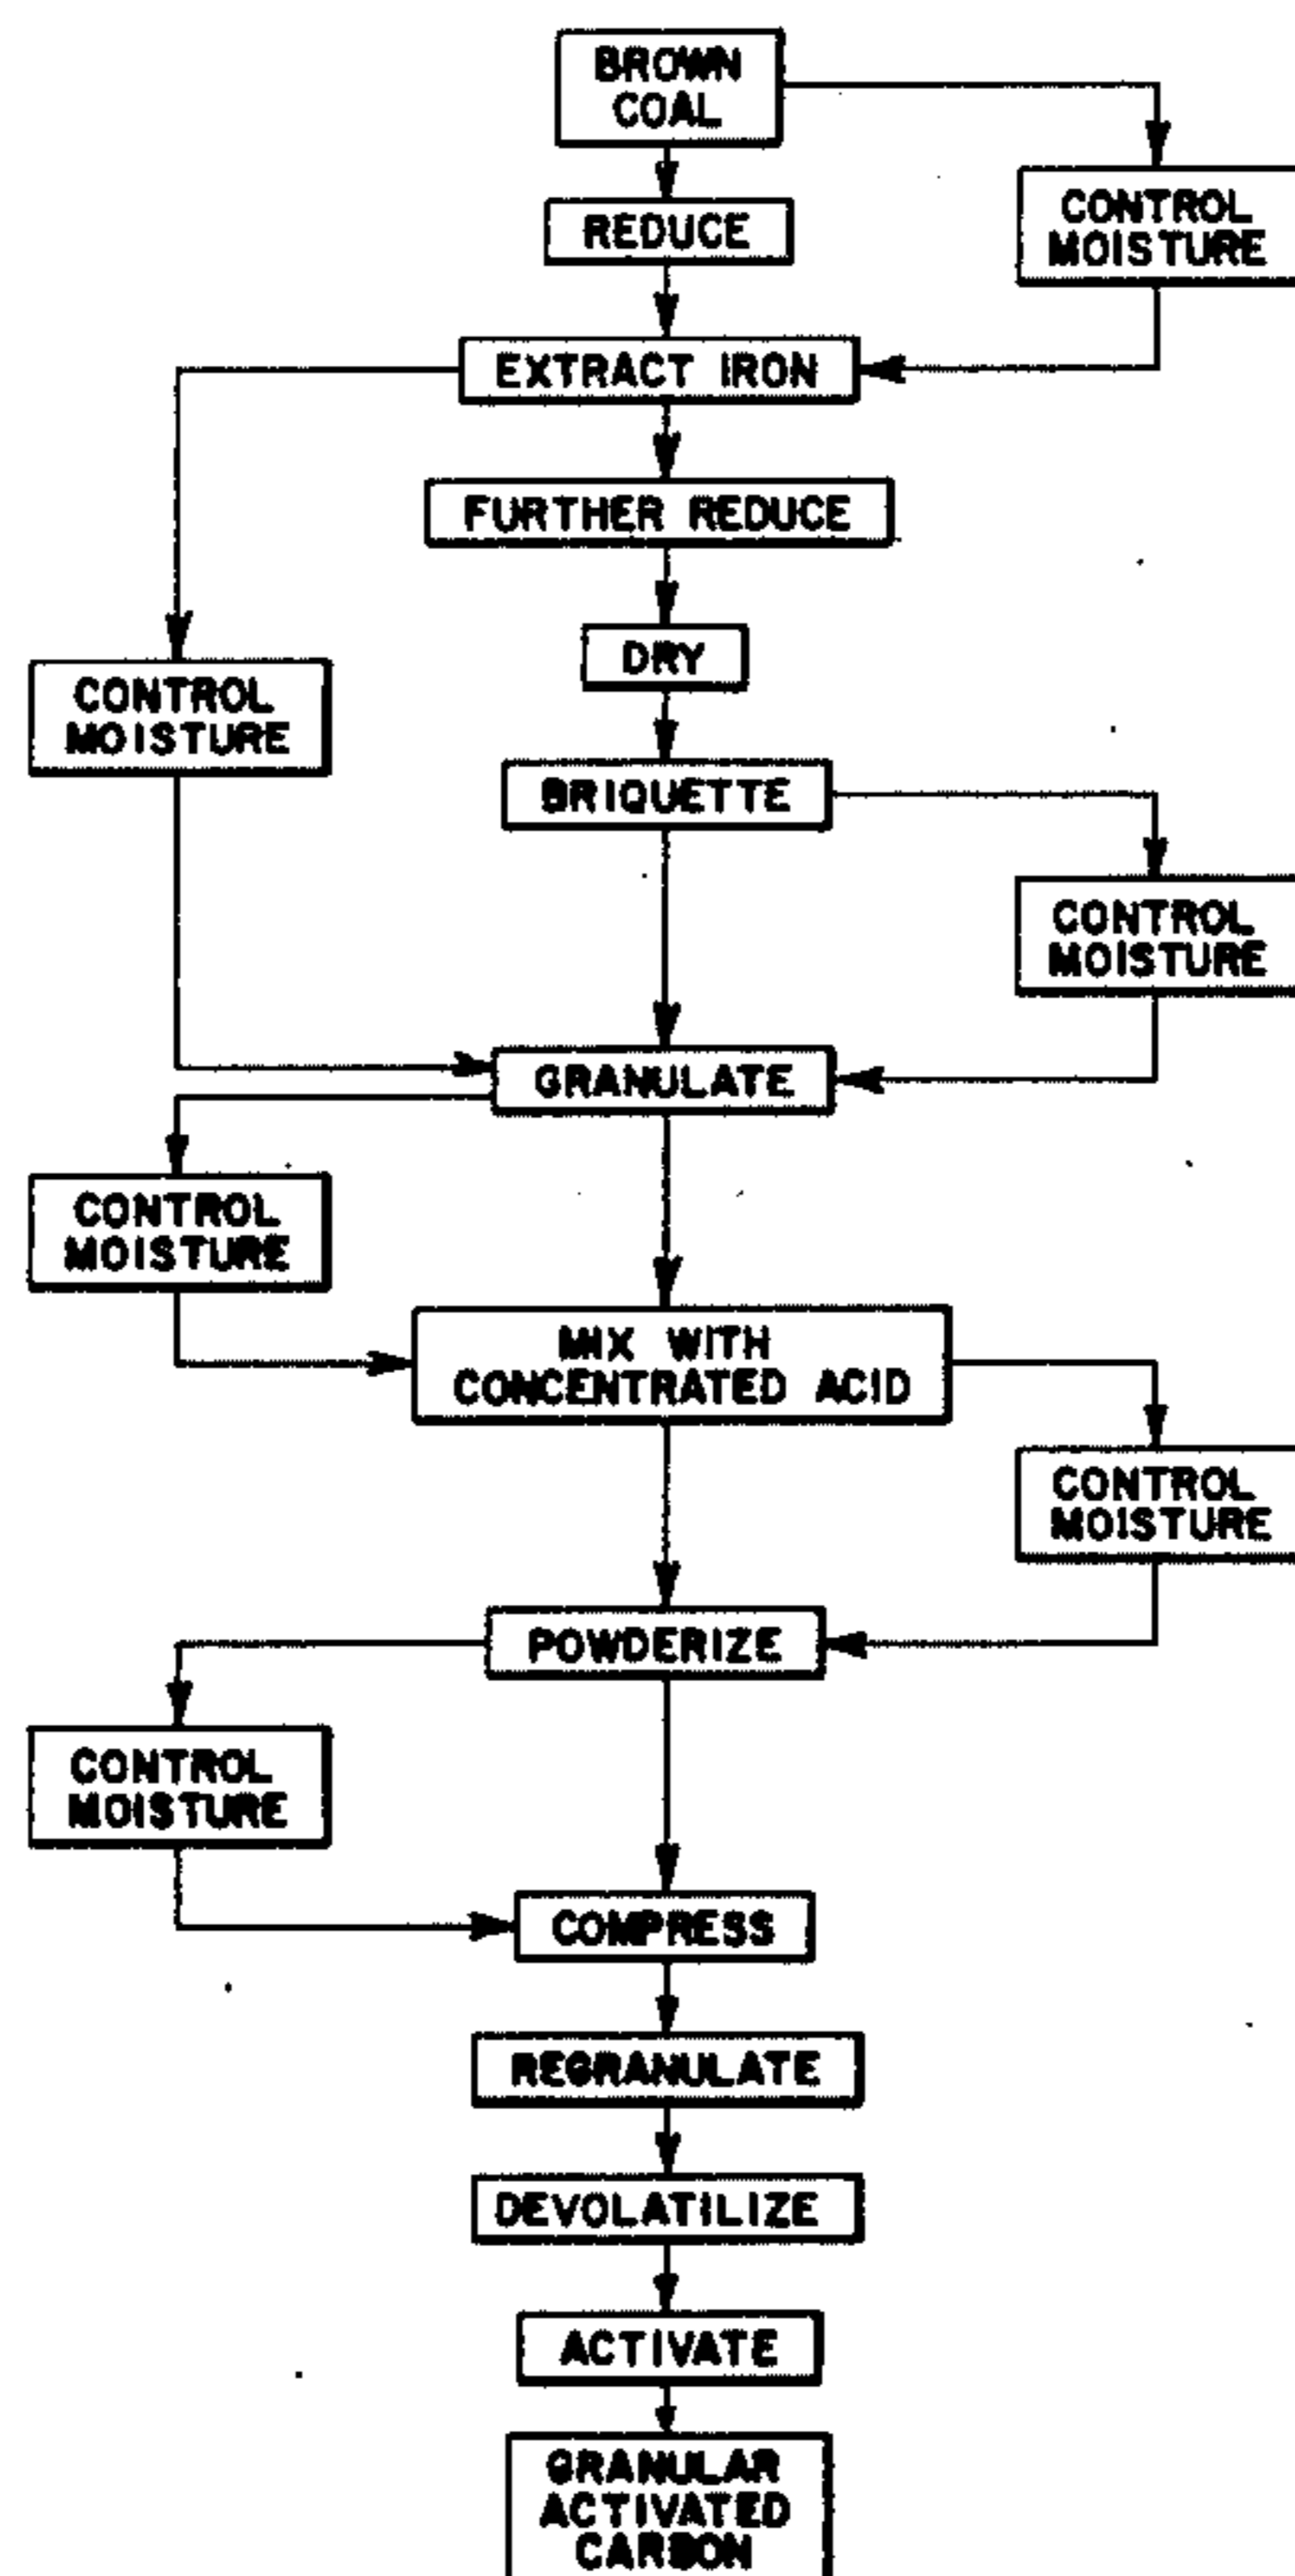 BROWN
COAL
CONTROL
MOISTURE
REDUCE
EXTRACT IRON
FURTHER REDUCE
DRY
CONTROL
MOISTURE
BRIQUETTE
CONTROL
MOISTURE
GRANULATE
CONTROL
MOISTURE
MIX WITH
CONCENTRATED ACID
CONTROL
MOISTURE
POWDERIZE
CONTROL
MOISTURE
COMPRESS
REGRANULATE
DEVOLATILIZE
ACTIVATE
GRANULAR
ACTIVATED
CARBON